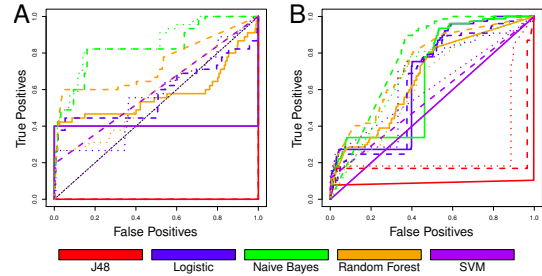 A
B
True Positives
1.0
0.8
0.6
0.4
0.2
0.0
0.0 0.2 0.4 0.6 0.8 1.0
False Positives
True Positives
1.0
0.8
0.6
0.4
0.2
0.0
0.0 0.2 0.4 0.6 0.8 1.0
False Positives
J48 Logistic Naive Bayes Random Forest SVM